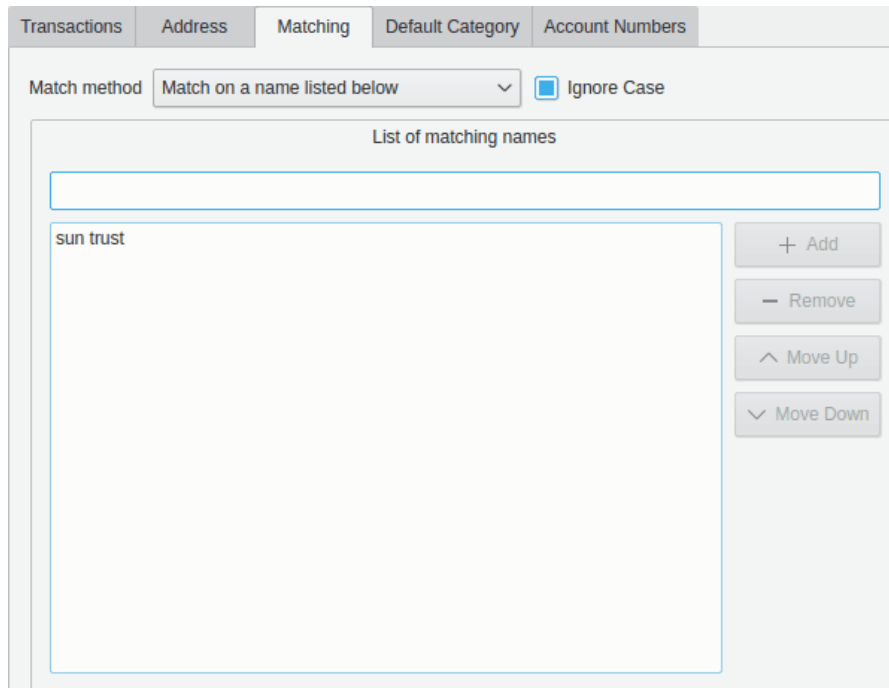 Transactions Address Matching Default Category Account Numbers
Match method Match on a name listed below Ignore Case
List of matching names
sun trust
Add
Remove
Move Up
Move Down